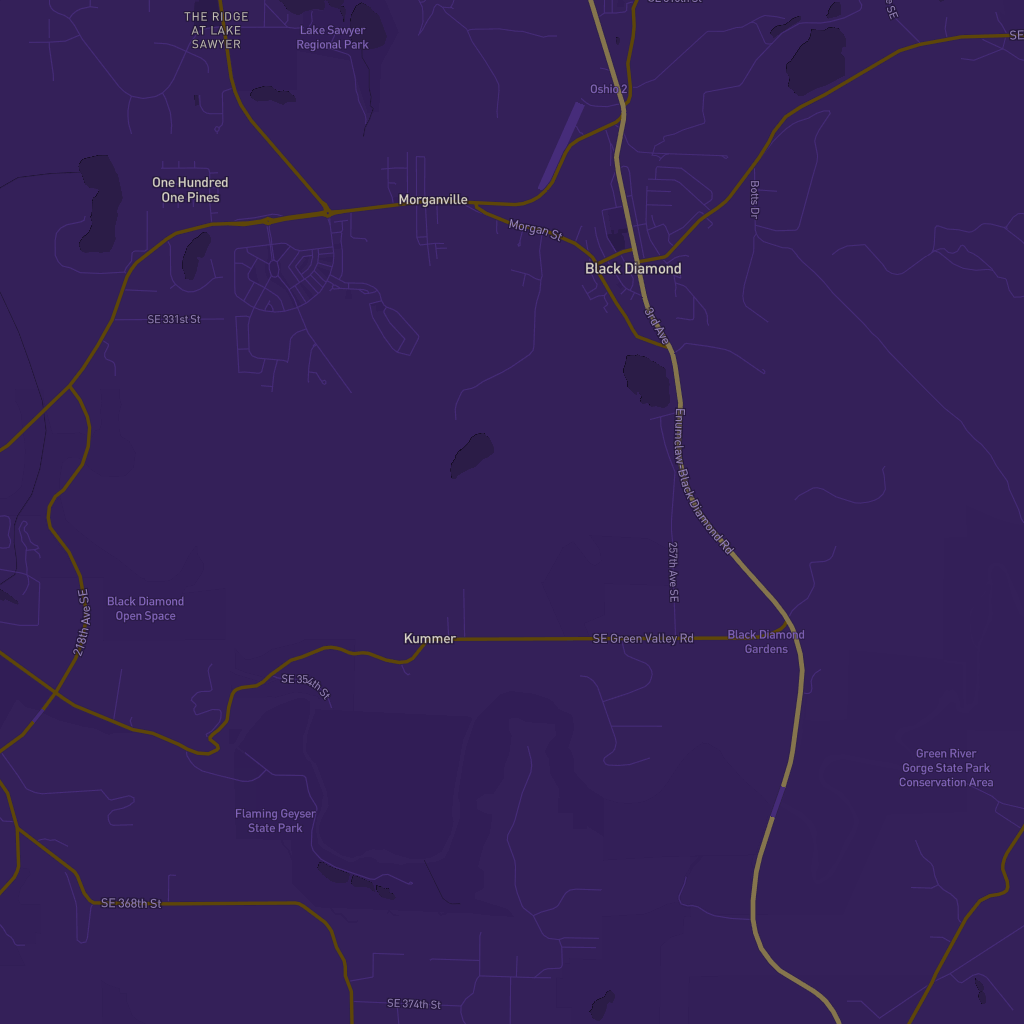 SE 316th St
THE RIDGE
AT LAKE
SAWYER
Lake Sawyer
Regional Park
SE
SE
Oshio 2
One Hundred
One Pines
Morganville
Botts Dr
Morgan St
Black Diamond
SE 331st St
3rd Ave
Enumclaw-Black Diamond Rd
257th Ave SE
Black Diamond
Open Space
218th Ave SE
Kummer
SE Green Valley Rd
Black Diamond
Gardens
SE 354th St
Green River
Gorge State Park
Conservation Area
Flaming Geyser
State Park
SE 368th St
SE 374th St